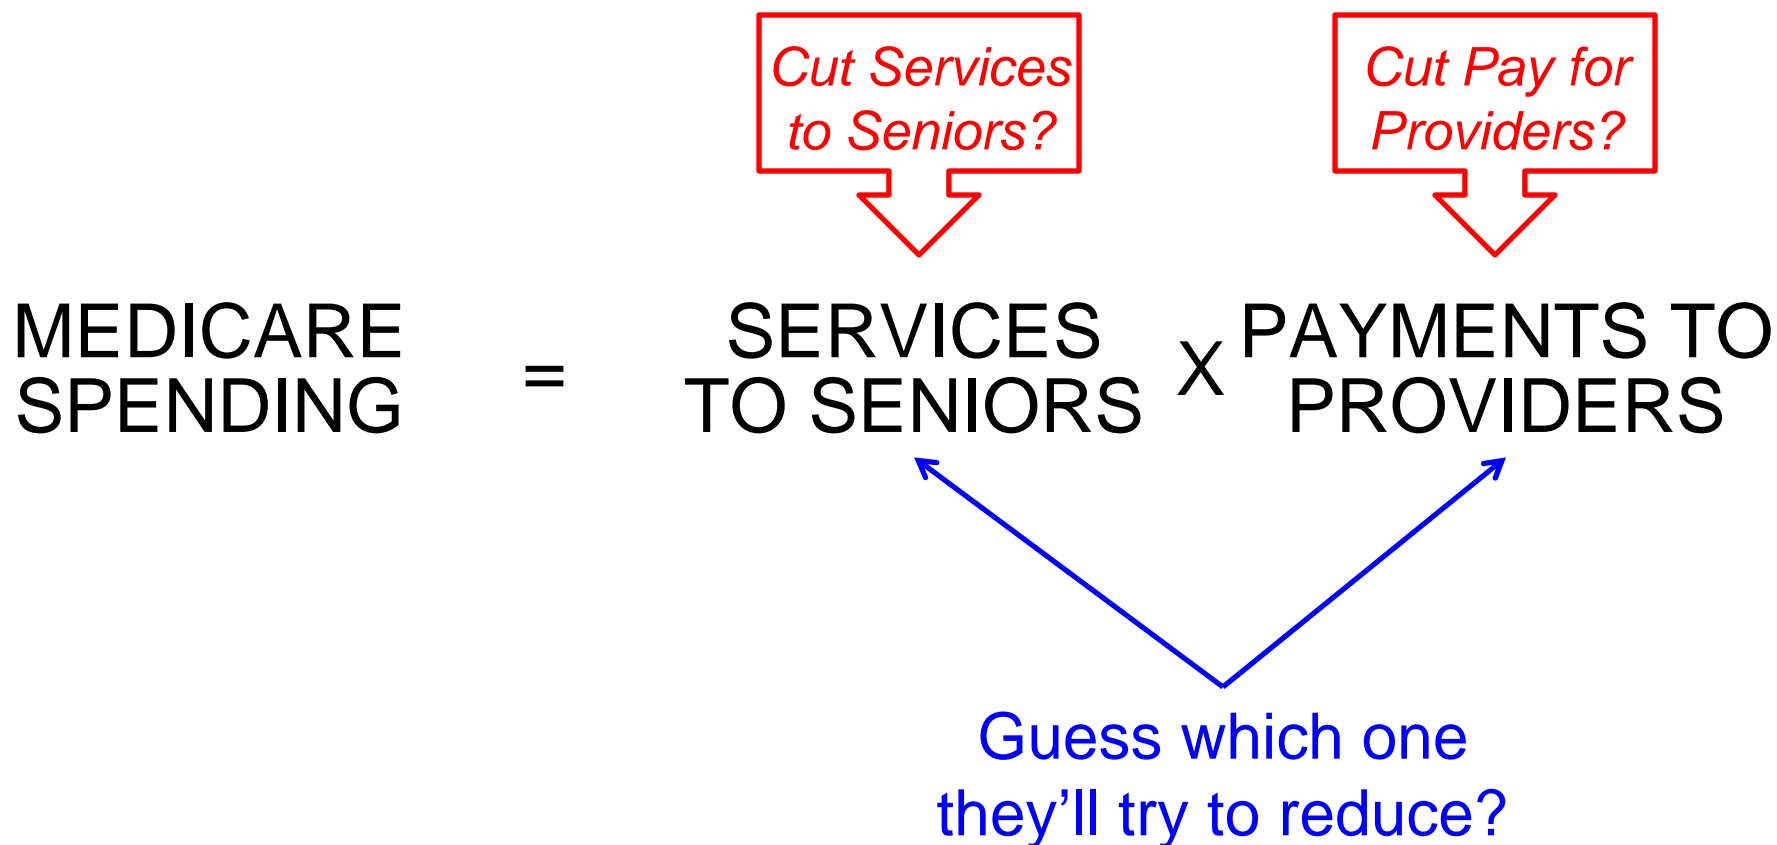 Cut Services
to Seniors?
Cut Pay for
Providers?
MEDICARE
SPENDING
=
SERVICES
TO SENIORS
X
PAYMENTS TO
PROVIDERS
Guess which one
they’ll try to reduce?